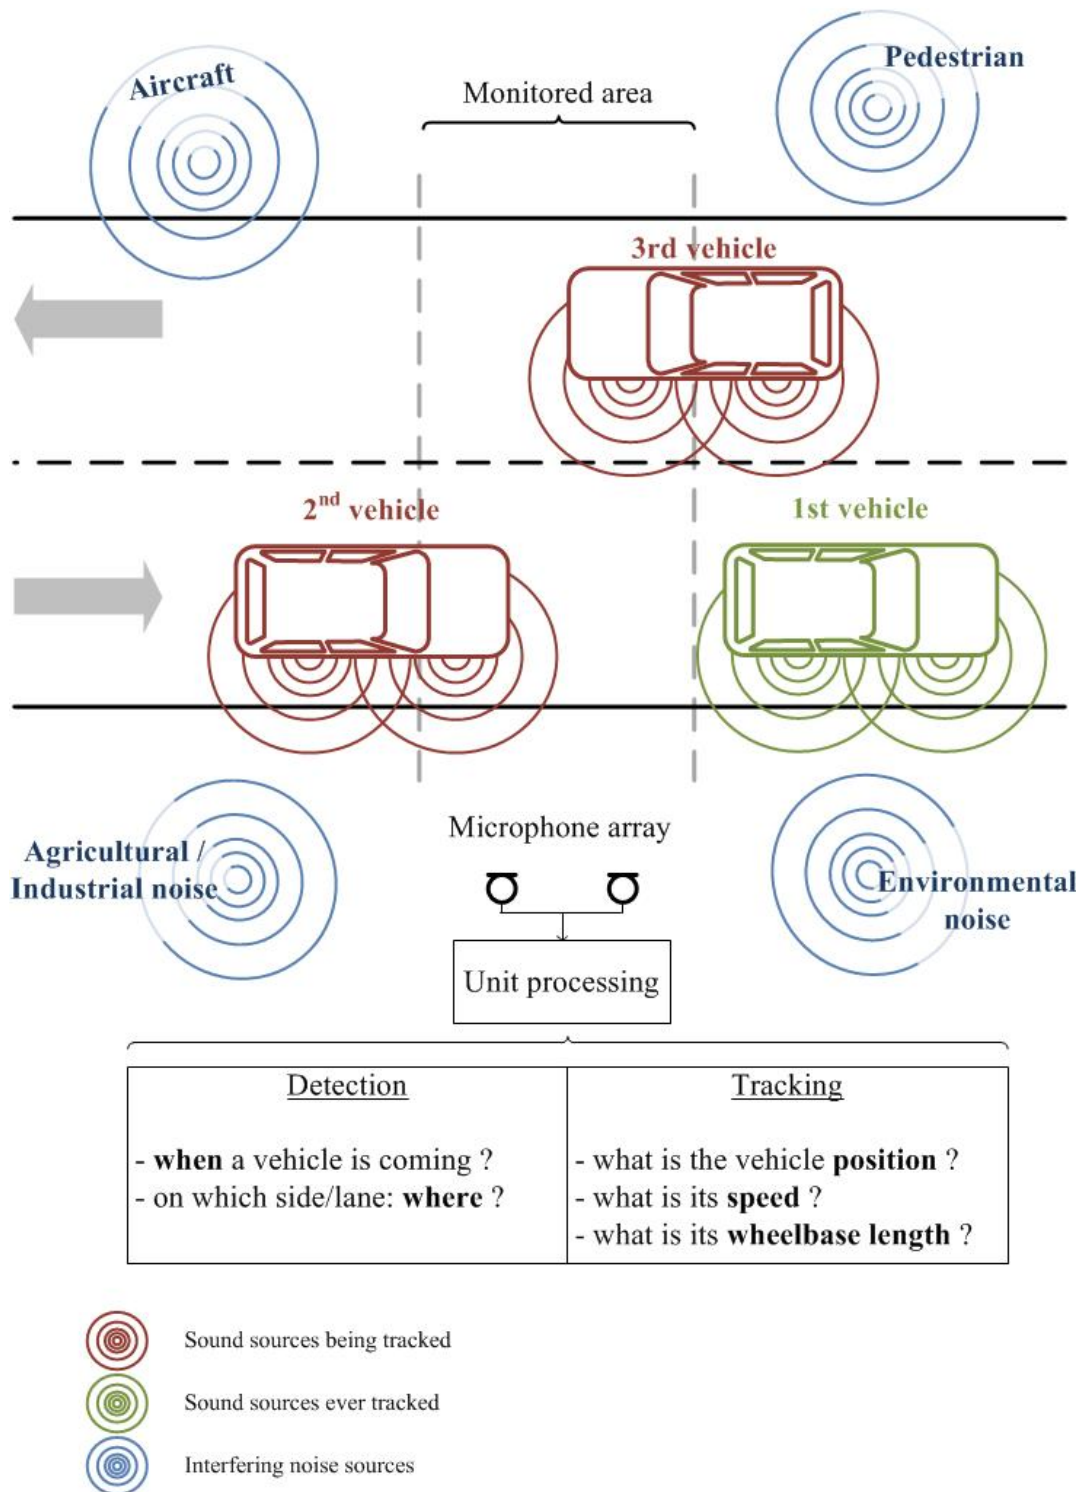 Aircraft
Pedestrian
Monitored area
3rd vehicle
2nd vehicle
1st vehicle
Agricultural /
Industrial noise
Microphone array
Environmental
noise
Unit processing
Detection
- when a vehicle is coming ?
- on which side/lane: where ?
Tracking
- what is the vehicle position ?
- what is its speed ?
- what is its wheelbase length ?
Sound sources being tracked
Sound sources ever tracked
Interfering noise sources